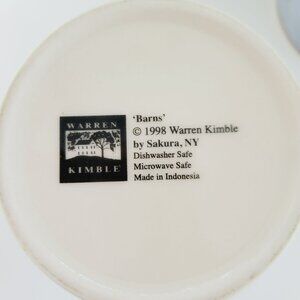 WARREN
KIMBLE
'Barns'
© 1998 Warren Kimble
by Sakura, NY
Dishwasher Safe
Microwave Safe
Made in Indonesia